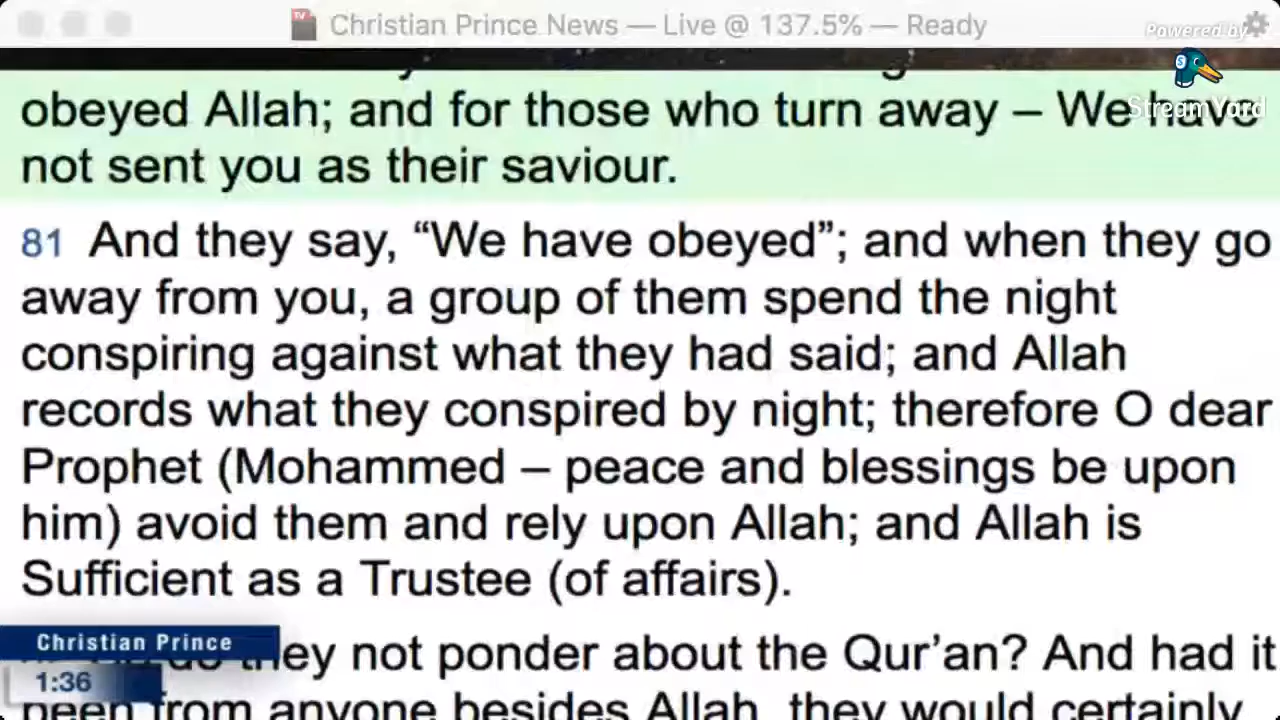 Christian Prince News — Live @ 137.5% — Ready
Powered by
StreamYard
obeyed Allah; and for those who turn away – We have
not sent you as their saviour.
81 And they say, “We have obeyed”; and when they go
away from you, a group of them spend the night
conspiring against what they had said; and Allah
records what they conspired by night; therefore O dear
Prophet (Mohammed – peace and blessings be upon
him) avoid them and rely upon Allah; and Allah is
Sufficient as a Trustee (of affairs).
Christian Prince
do they not ponder about the Qur’an? And had it
1:36
been from anyone besides Allah, they would certainly